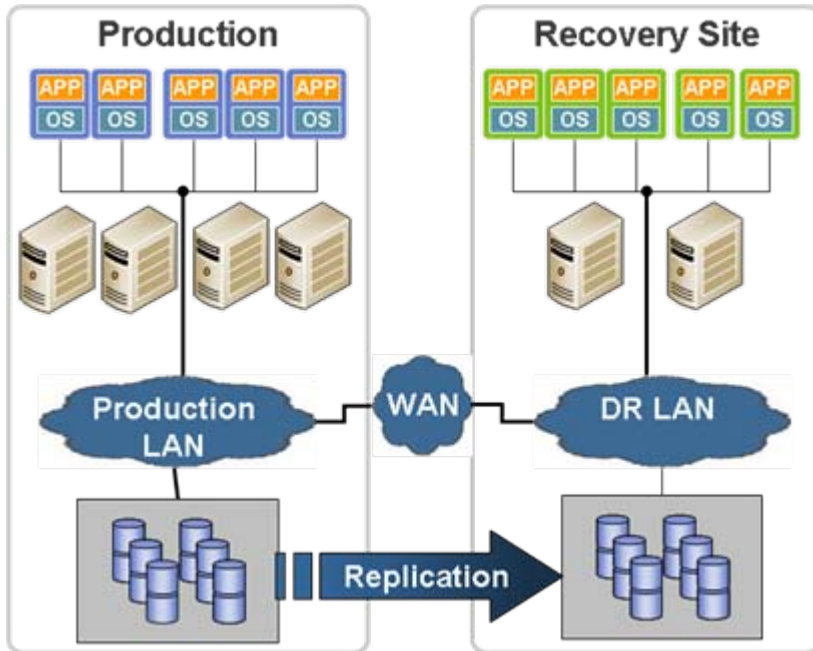 Production
APP APP APP APP APP
OS OS OS OS OS
Production
LAN
WAN
Recovery Site
APP APP APP APP APP
OS OS OS OS OS
DR LAN
Replication